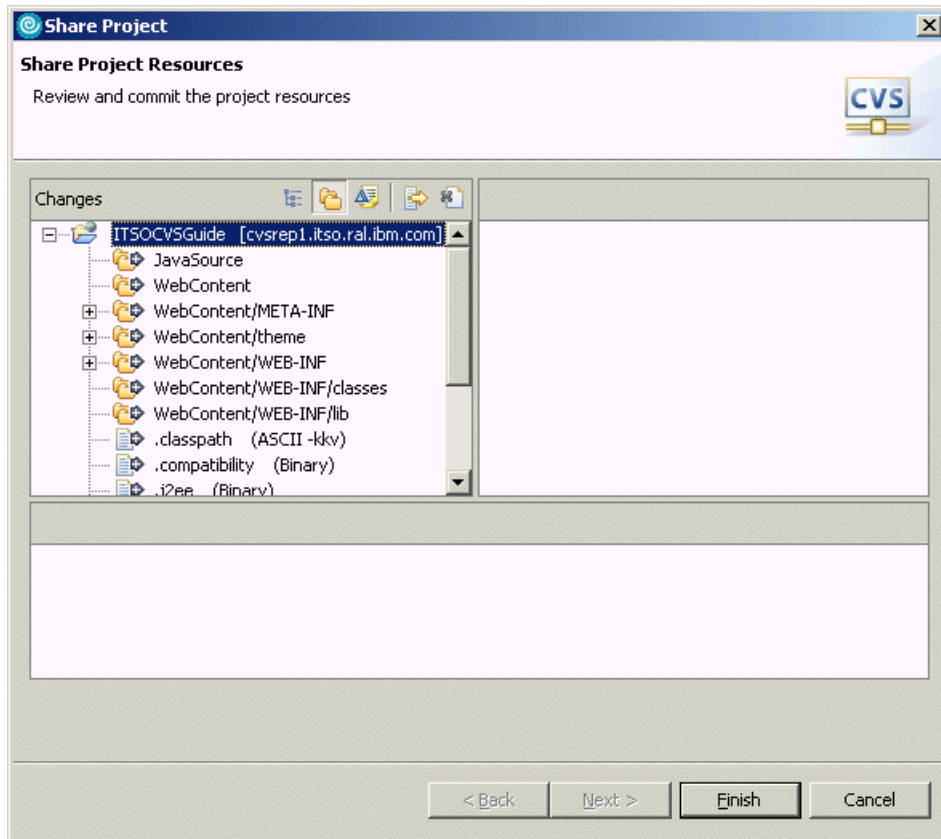 Share Project
Share Project Resources
Review and commit the project resources
CVS
Changes
ITSOCVSGuide [cvsrep1.itso.ral.ibm.com]
JavaSource
WebContent
WebContent/META-INF
WebContent/theme
WebContent/WEB-INF
WebContent/WEB-INF/classes
WebContent/WEB-INF/lib
.classpath (ASCII -kkv)
.compatibility (Binary)
.j2ee (Binary)
< Back
Next >
Finish
Cancel